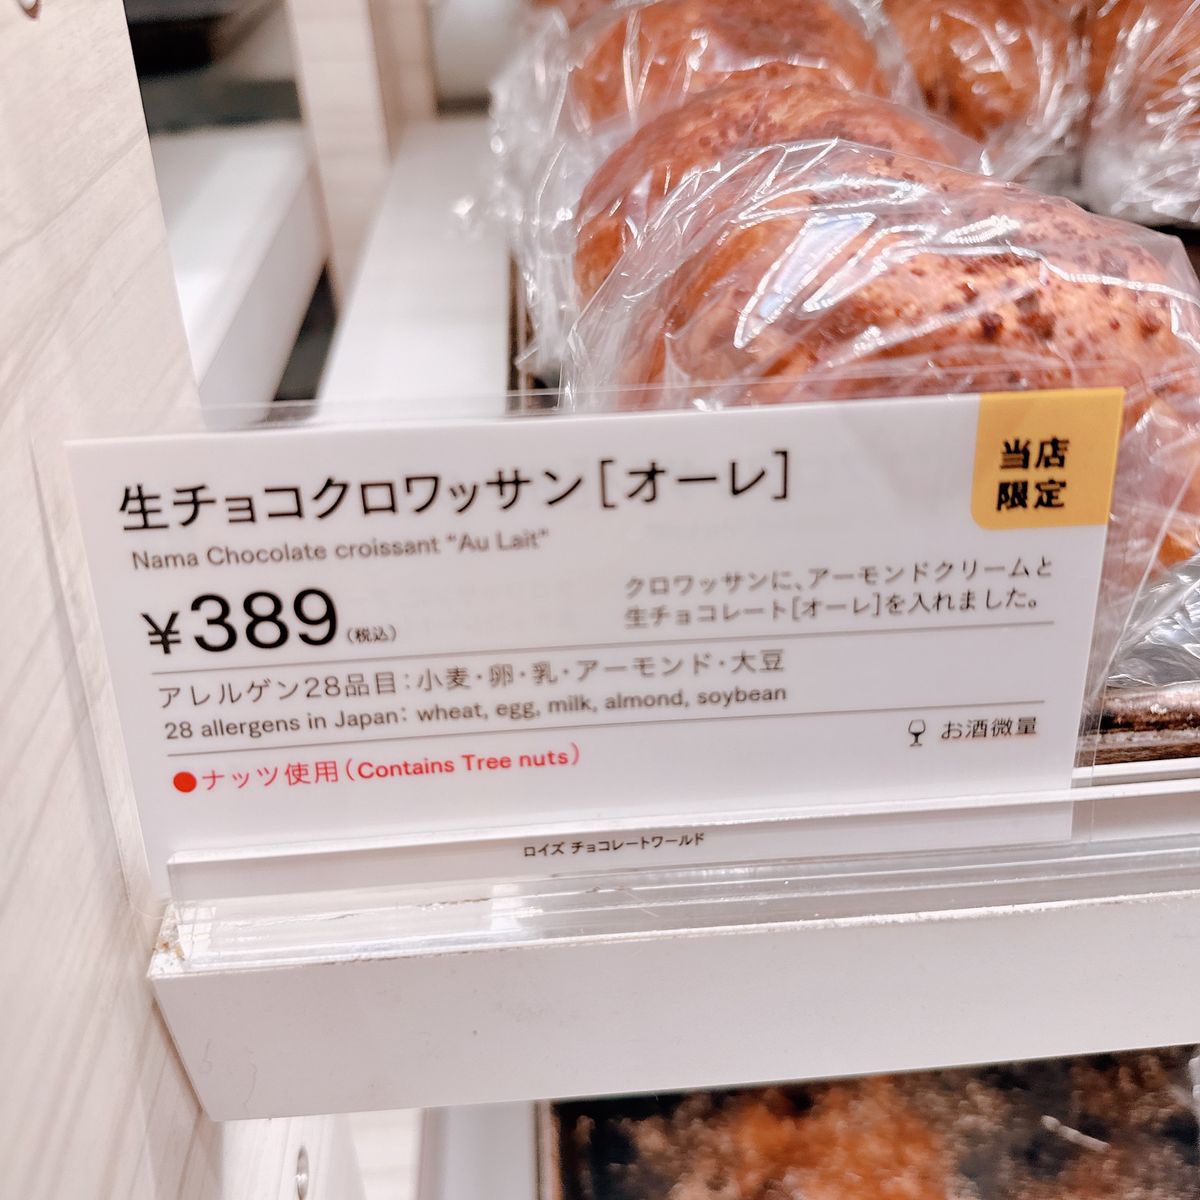 生チョコクロワッサン[オーレ]
Nama Chocolate croissant "Au Lait"
当店
限定
¥389(税込)
クロワッサンに、アーモンドクリームと
生チョコレート[オーレ]を入れました。
アレルゲン28品目:小麦・卵・乳・アーモンド・大豆
28 allergens in Japan: wheat, egg, milk, almond, soybean
お酒微量
●ナッツ使用(Contains Tree nuts)
ロイズ チョコレートワールド